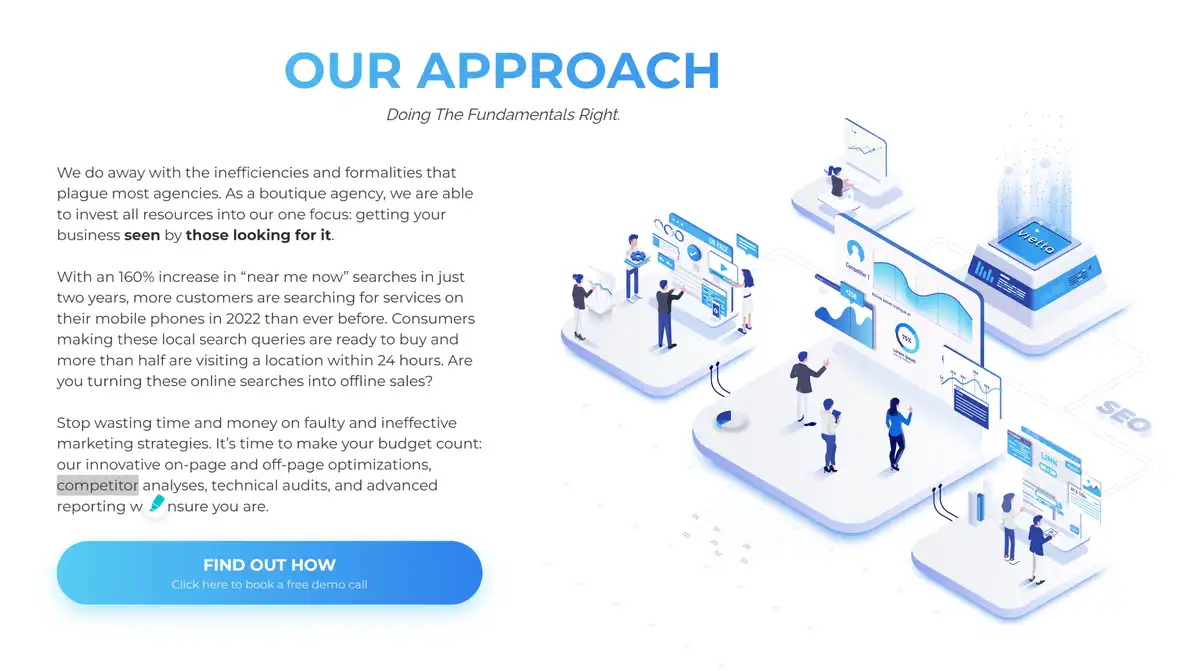 OUR APPROACH
Doing The Fundamentals Right.
We do away with the inefficiencies and formalities that
plague most agencies. As a boutique agency, we are able
to invest all resources into our one focus: getting your
business seen by those looking for it.
With an 160% increase in “near me now” searches in just
two years, more customers are searching for services on
their mobile phones in 2022 than ever before. Consumers
making these local search queries are ready to buy and
more than half are visiting a location within 24 hours. Are
you turning these online searches into offline sales?
Stop wasting time and money on faulty and ineffective
marketing strategies. It’s time to make your budget count:
our innovative on-page and off-page optimizations,
competitor analyses, technical audits, and advanced
reporting w nsure you are.
FIND OUT HOW
Click here to book a free demo call
vietto
Competitor 1
+238
75%
Lorem ipsum
SEO
LINK